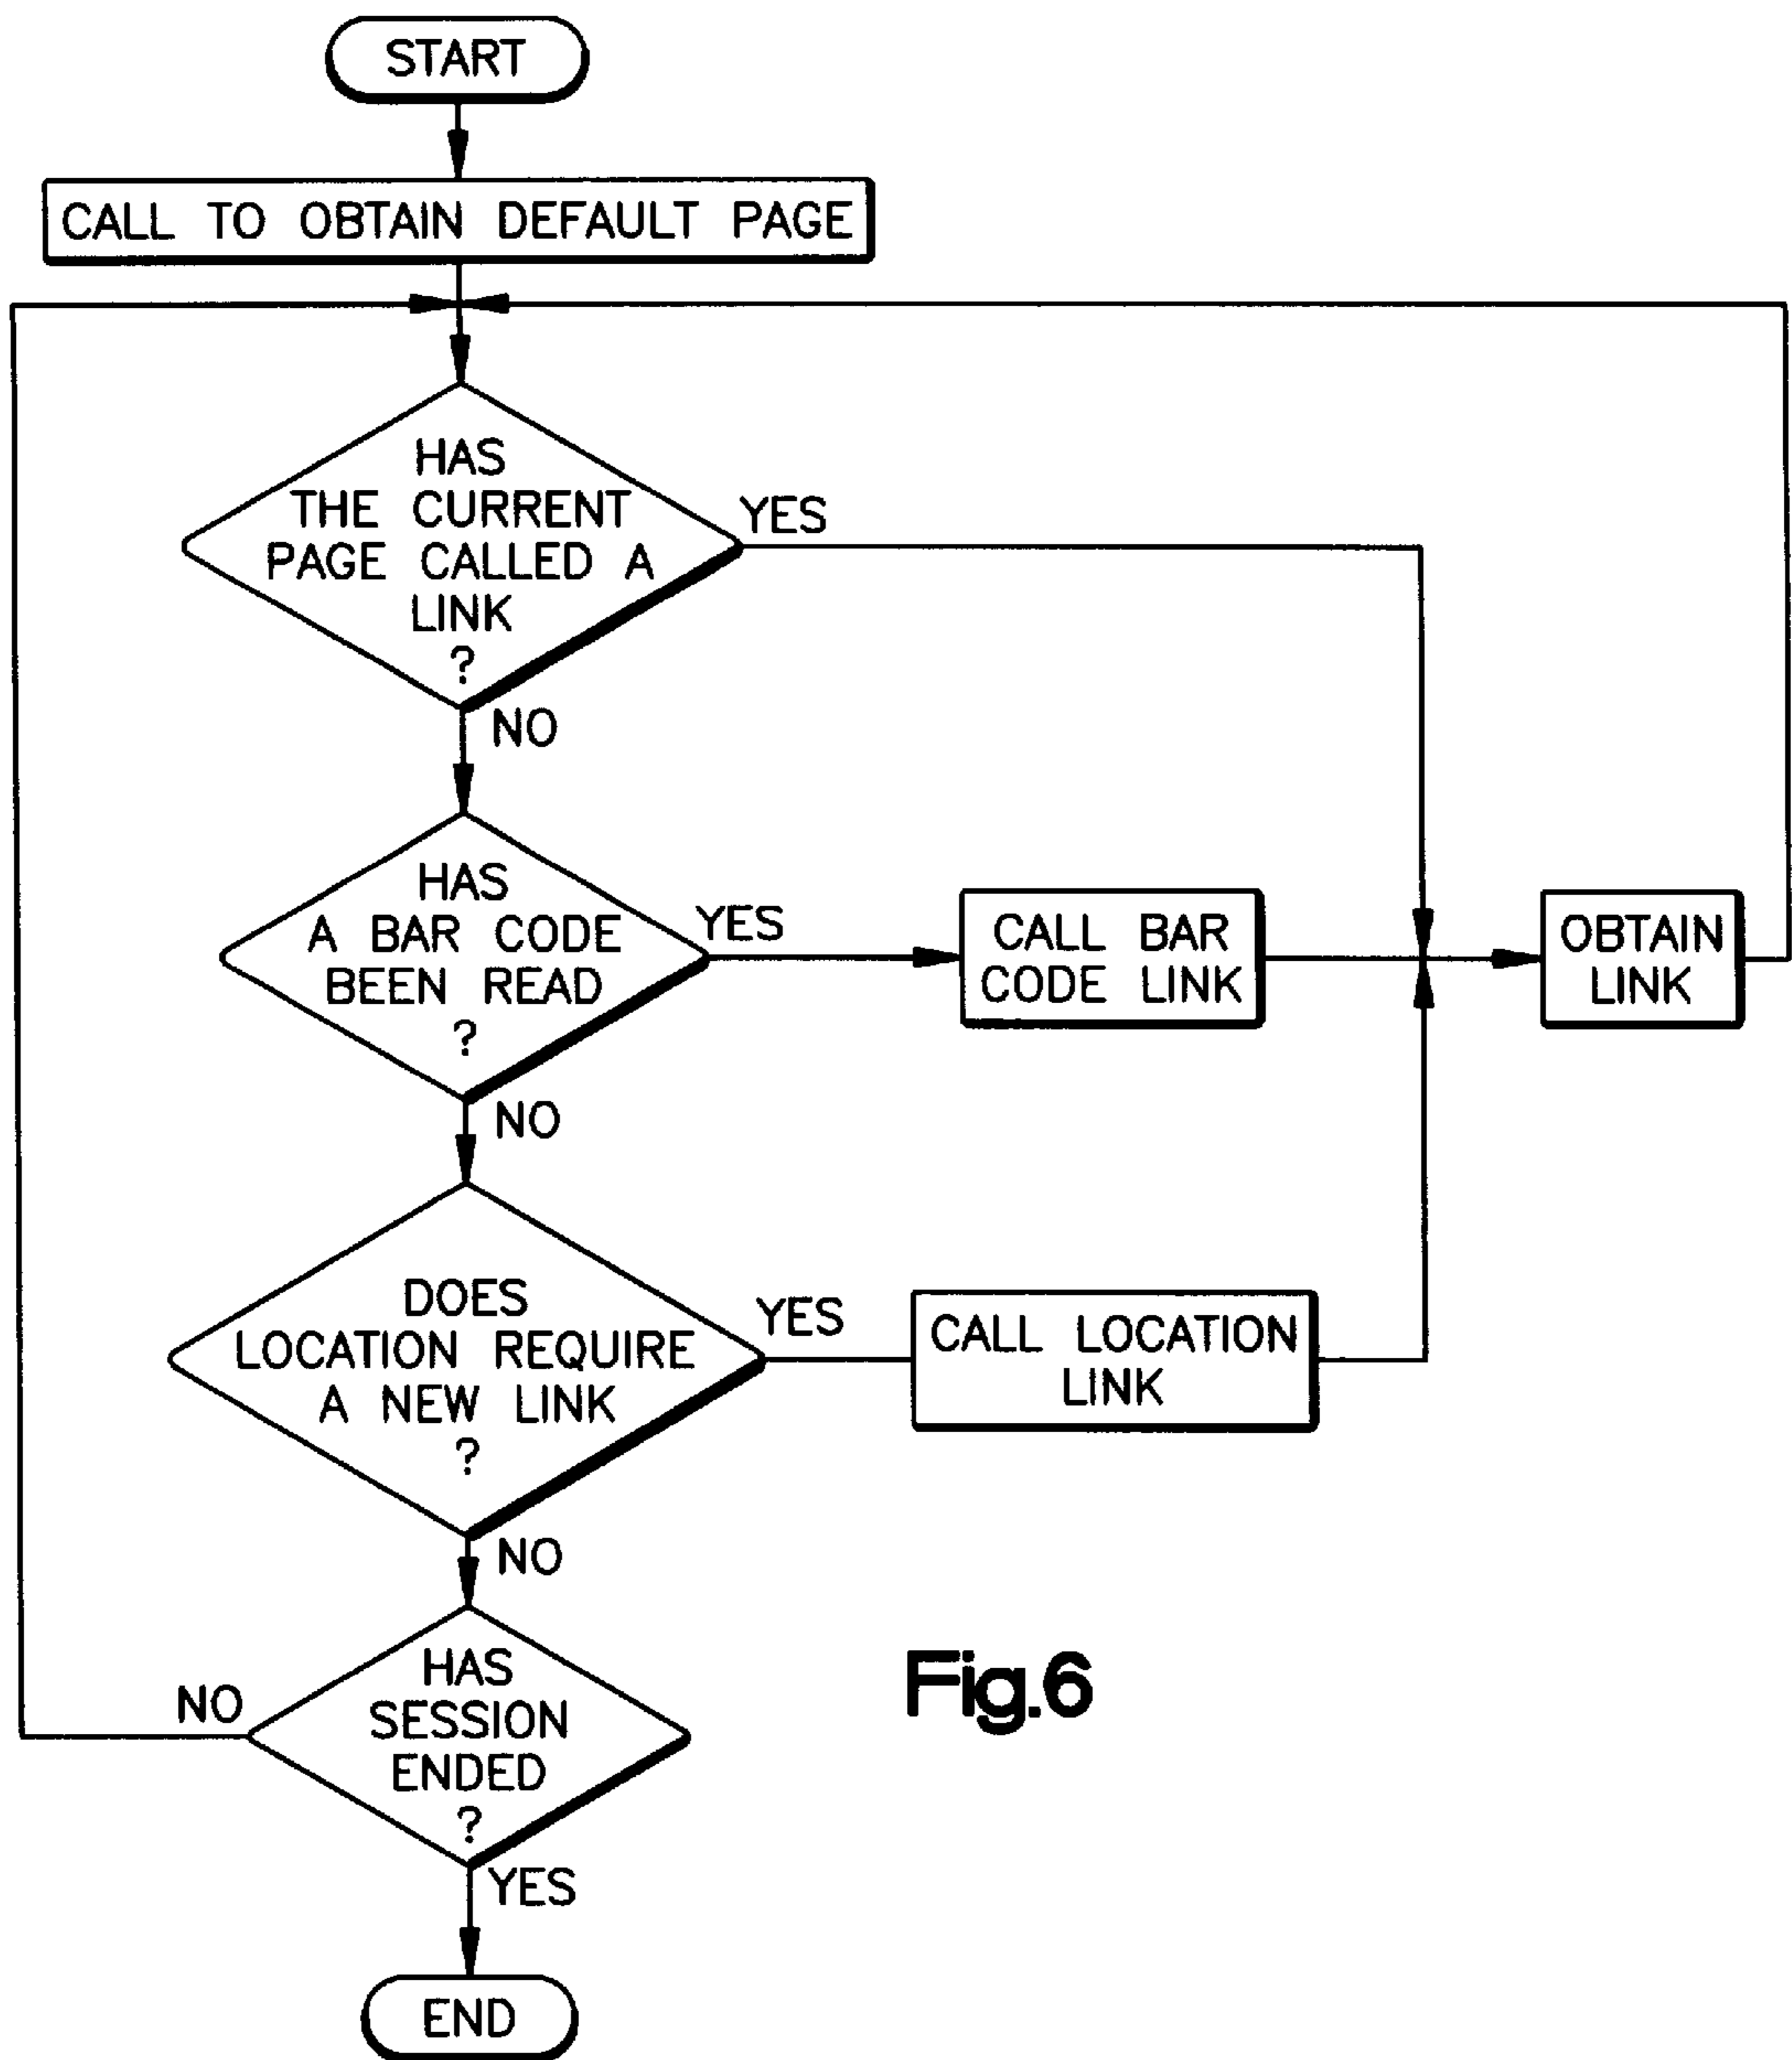 START
CALL TO OBTAIN DEFAULT PAGE
HAS
THE CURRENT
PAGE CALLED A
LINK
?
YES
NO
HAS
A BAR CODE
BEEN READ
?
YES
NO
CALL BAR
CODE LINK
OBTAIN
LINK
DOES
LOCATION REQUIRE
A NEW LINK
?
YES
NO
CALL LOCATION
LINK
HAS
SESSION
ENDED
?
NO
YES
END
Fig.6